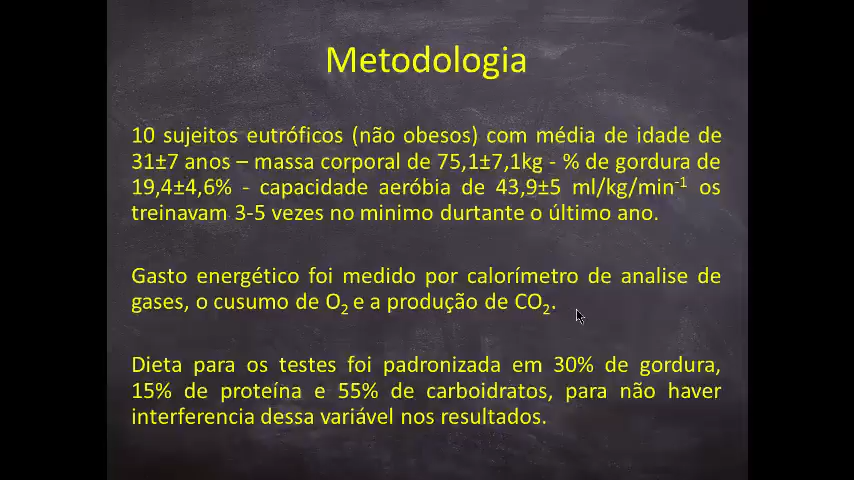 Metodologia
10 sujeitos eutróficos (não obesos) com média de idade de
31±7 anos – massa corporal de 75,1±7,1kg - % de gordura de
19,4±4,6% - capacidade aeróbia de 43,9±5 ml/kg/min⁻¹ os
treinavam 3-5 vezes no minimo durtante o último ano.
Gasto energético foi medido por calorímetro de analise de
gases, o cusumo de O₂ e a produção de CO₂.
Dieta para os testes foi padronizada em 30% de gordura,
15% de proteína e 55% de carboidratos, para não haver
interferencia dessa variável nos resultados.